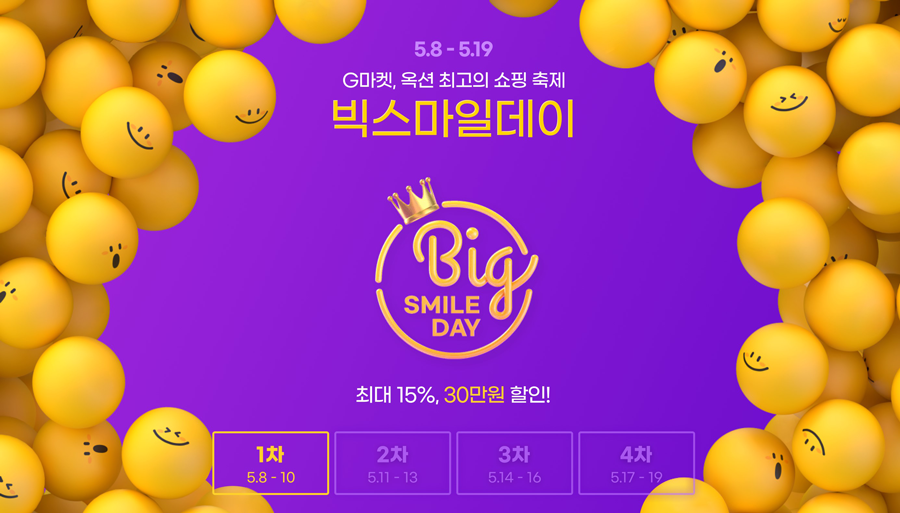 5.8 - 5.19
G마켓, 옥션 최고의 쇼핑 축제
빅스마일데이
Big
SMILE
DAY
최대 15%, 30만원 할인!
1차 2차 3차 4차
5.8 - 10 5.11 - 13 5.14 - 16 5.17 - 19